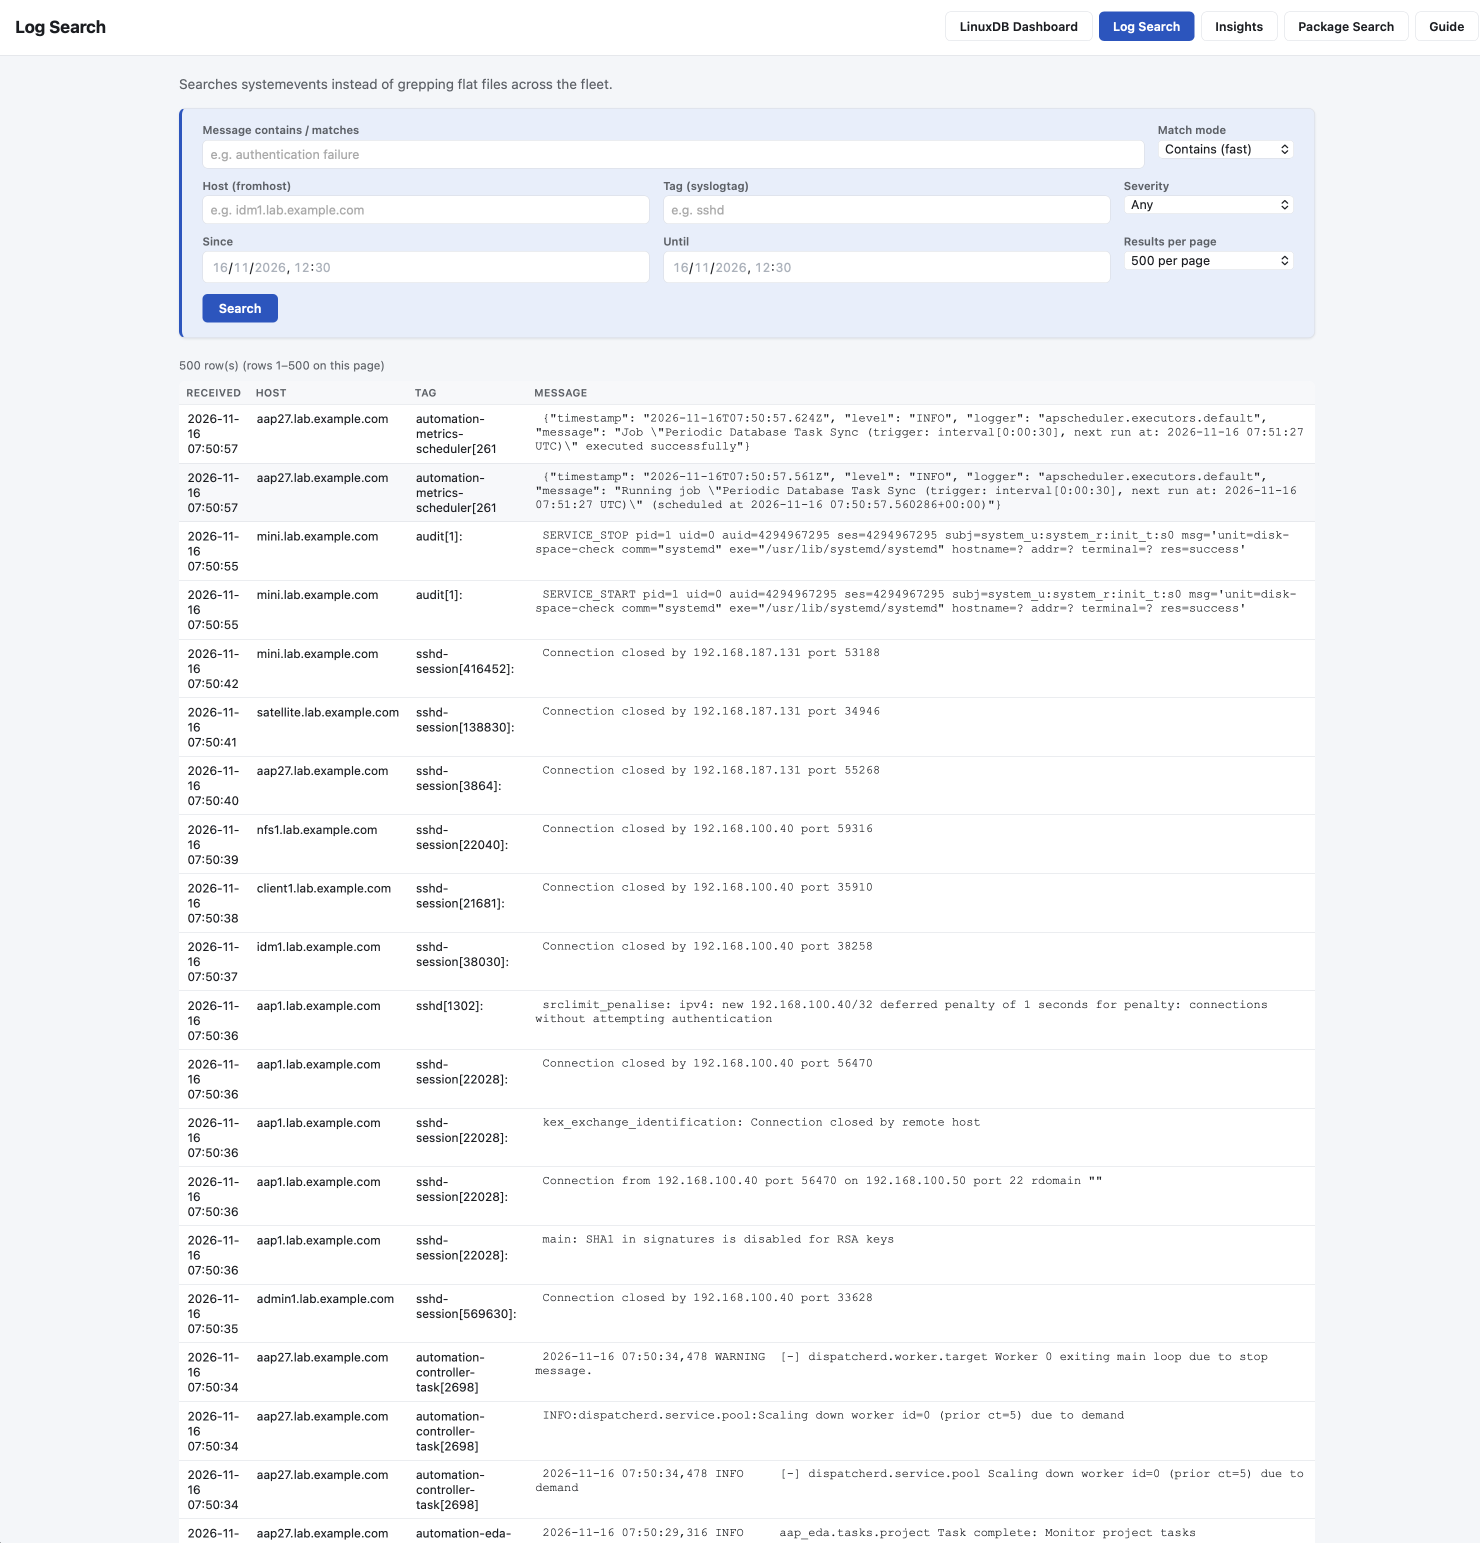 Log Search
LinuxDB Dashboard
Log Search
Insights
Package Search
Guide
Searches systemevents instead of grepping flat files across the fleet.
Message contains / matches
Match mode
e.g. authentication failure
Contains (fast)
Host (fromhost)
Tag (syslogtag)
Severity
e.g. idm1.lab.example.com
e.g. sshd
Any
Since
Until
Results per page
16/11/2026, 12:30
16/11/2026, 12:30
500 per page
Search
500 row(s) (rows 1–500 on this page)
RECEIVED HOST TAG MESSAGE
2026-11-
16
07:50:57
aap27.lab.example.com
automation-
metrics-
scheduler[261
{"timestamp": "2026-11-16T07:50:57.624Z", "level": "INFO", "logger": "apscheduler.executors.default",
"message": "Job \"Periodic Database Task Sync (trigger: interval[0:00:30], next run at: 2026-11-16 07:51:27
UTC)\" executed successfully"}
2026-11-
16
07:50:57
aap27.lab.example.com
automation-
metrics-
scheduler[261
{"timestamp": "2026-11-16T07:50:57.561Z", "level": "INFO", "logger": "apscheduler.executors.default",
"message": "Running job \"Periodic Database Task Sync (trigger: interval[0:00:30], next run at: 2026-11-16
07:51:27 UTC)\" (scheduled at 2026-11-16 07:50:57.560286+00:00)"}
2026-11-
16
07:50:55
mini.lab.example.com
audit[1]:
SERVICE_STOP pid=1 uid=0 auid=4294967295 ses=4294967295 subj=system_u:system_r:init_t:s0 msg='unit=disk-
space-check comm="systemd" exe="/usr/lib/systemd/systemd" hostname=? addr=? terminal=? res=success'
2026-11-
16
07:50:55
mini.lab.example.com
audit[1]:
SERVICE_START pid=1 uid=0 auid=4294967295 ses=4294967295 subj=system_u:system_r:init_t:s0 msg='unit=disk-
space-check comm="systemd" exe="/usr/lib/systemd/systemd" hostname=? addr=? terminal=? res=success'
2026-11-
16
07:50:42
mini.lab.example.com
sshd-
session[416452]:
Connection closed by 192.168.187.131 port 53188
2026-11-
16
07:50:41
satellite.lab.example.com
sshd-
session[138830]:
Connection closed by 192.168.187.131 port 34946
2026-11-
16
07:50:40
aap27.lab.example.com
sshd-
session[3864]:
Connection closed by 192.168.187.131 port 55268
2026-11-
16
07:50:39
nfs1.lab.example.com
sshd-
session[22040]:
Connection closed by 192.168.100.40 port 59316
2026-11-
16
07:50:38
client1.lab.example.com
sshd-
session[21681]:
Connection closed by 192.168.100.40 port 35910
2026-11-
16
07:50:37
idm1.lab.example.com
sshd-
session[38030]:
Connection closed by 192.168.100.40 port 38258
2026-11-
16
07:50:36
aap1.lab.example.com
sshd[1302]:
srclimit_penalise: ipv4: new 192.168.100.40/32 deferred penalty of 1 seconds for penalty: connections
without attempting authentication
2026-11-
16
07:50:36
aap1.lab.example.com
sshd-
session[22028]:
Connection closed by 192.168.100.40 port 56470
2026-11-
16
07:50:36
aap1.lab.example.com
sshd-
session[22028]:
kex_exchange_identification: Connection closed by remote host
2026-11-
16
07:50:36
aap1.lab.example.com
sshd-
session[22028]:
Connection from 192.168.100.40 port 56470 on 192.168.100.50 port 22 rdomain ""
2026-11-
16
07:50:36
aap1.lab.example.com
sshd-
session[22028]:
main: SHA1 in signatures is disabled for RSA keys
2026-11-
16
07:50:35
admin1.lab.example.com
sshd-
session[569630]:
Connection closed by 192.168.100.40 port 33628
2026-11-
16
07:50:34
aap27.lab.example.com
automation-
controller-
task[2698]
2026-11-16 07:50:34,478 WARNING [-] dispatcherd.worker.target Worker 0 exiting main loop due to stop
message.
2026-11-
16
07:50:34
aap27.lab.example.com
automation-
controller-
task[2698]
INFO:dispatcherd.service.pool:Scaling down worker id=0 (prior ct=5) due to demand
2026-11-
16
07:50:34
aap27.lab.example.com
automation-
controller-
task[2698]
2026-11-16 07:50:34,478 INFO [-] dispatcherd.service.pool Scaling down worker id=0 (prior ct=5) due to
demand
2026-11-
aap27.lab.example.com
automation-eda-
2026-11-16 07:50:29,316 INFO aap_eda.tasks.project Task complete: Monitor project tasks